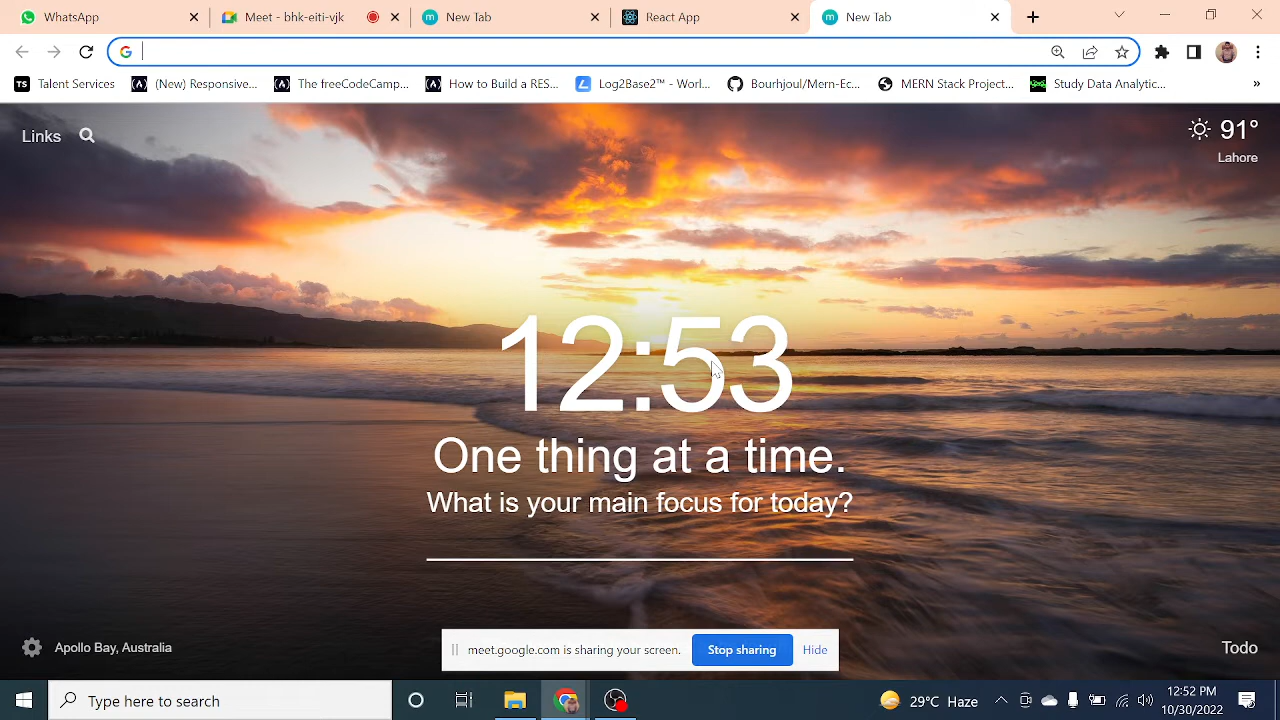 WhatsApp
Meet - bhk-eiti-vjk
New Tab
React App
New Tab
TS Talent Services
(New) Responsive...
The freeCodeCamp...
How to Build a RES...
Log2Base2™ - Worl...
Bourhjoul/Mern-Ec...
MERN Stack Project...
Study Data Analytic...
»
Links
91°
Lahore
12:53
One thing at a time.
What is your main focus for today?
Apollo Bay, Australia
meet.google.com is sharing your screen.
Stop sharing
Hide
Todo
Type here to search
29°C Haze
12:52 PM
10/30/2022